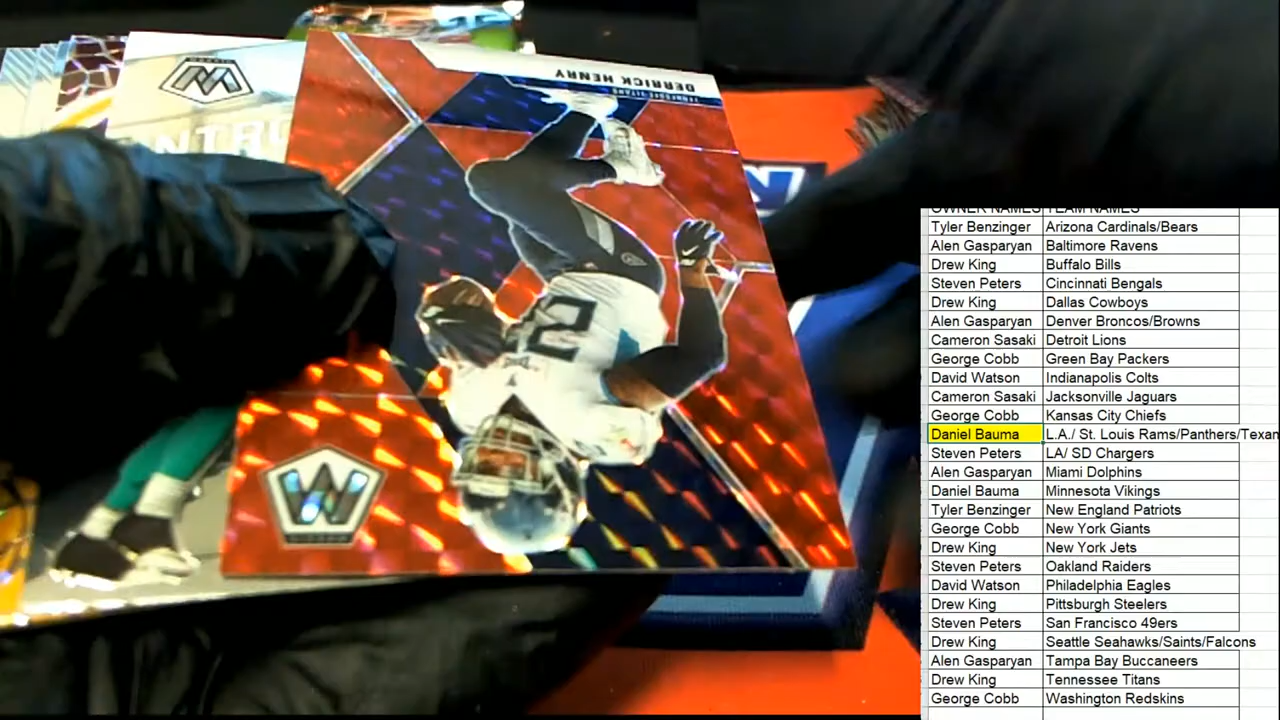 NTRO
DERRICK HENRY
TENNESSEE TITANS
22
MOSAIC
N
OWNER NAMES TEAM NAMES
Tyler Benzinger Arizona Cardinals/Bears
Alen Gasparyan Baltimore Ravens
Drew King Buffalo Bills
Steven Peters Cincinnati Bengals
Drew King Dallas Cowboys
Alen Gasparyan Denver Broncos/Browns
Cameron Sasaki Detroit Lions
George Cobb Green Bay Packers
David Watson Indianapolis Colts
Cameron Sasaki Jacksonville Jaguars
George Cobb Kansas City Chiefs
Daniel Bauma L.A./ St. Louis Rams/Panthers/Texan
Steven Peters LA/ SD Chargers
Alen Gasparyan Miami Dolphins
Daniel Bauma Minnesota Vikings
Tyler Benzinger New England Patriots
George Cobb New York Giants
Drew King New York Jets
Steven Peters Oakland Raiders
David Watson Philadelphia Eagles
Drew King Pittsburgh Steelers
Steven Peters San Francisco 49ers
Drew King Seattle Seahawks/Saints/Falcons
Alen Gasparyan Tampa Bay Buccaneers
Drew King Tennessee Titans
George Cobb Washington Redskins